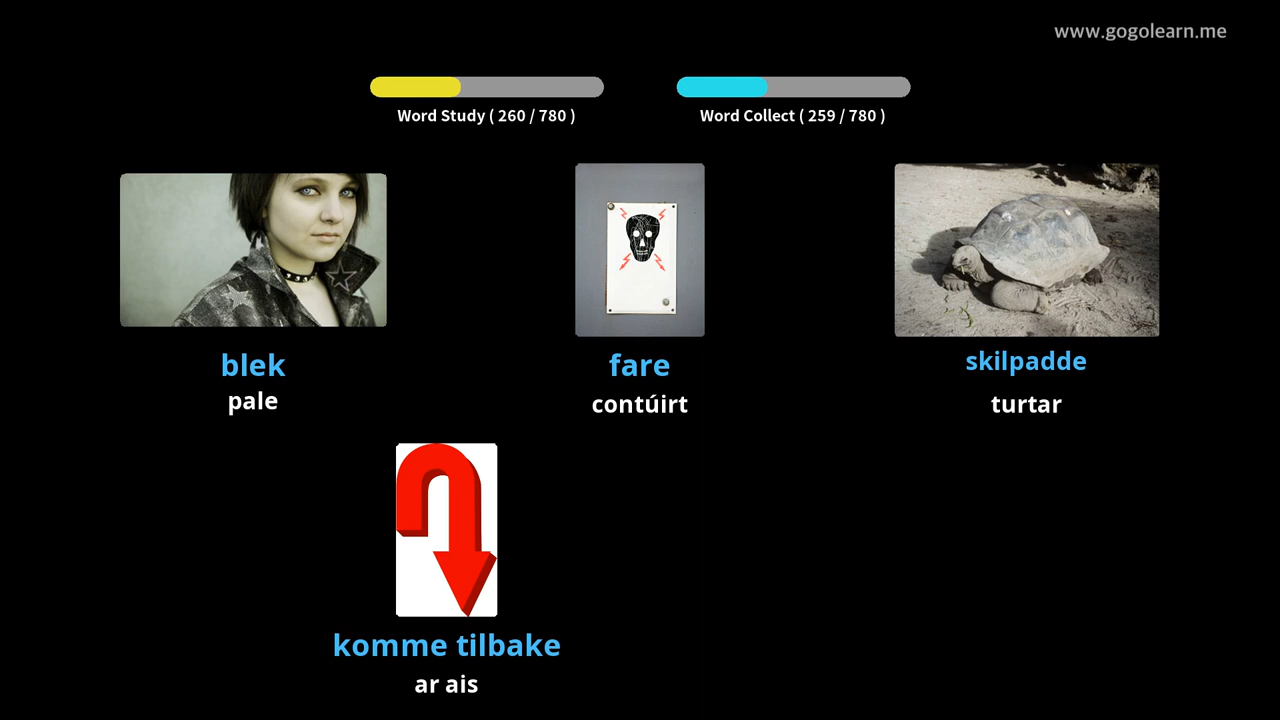 www.gogolearn.me
Word Study ( 260 / 780 )
Word Collect ( 259 / 780 )
blek
pale
fare
contúirt
skilpadde
turtar
komme tilbake
ar ais